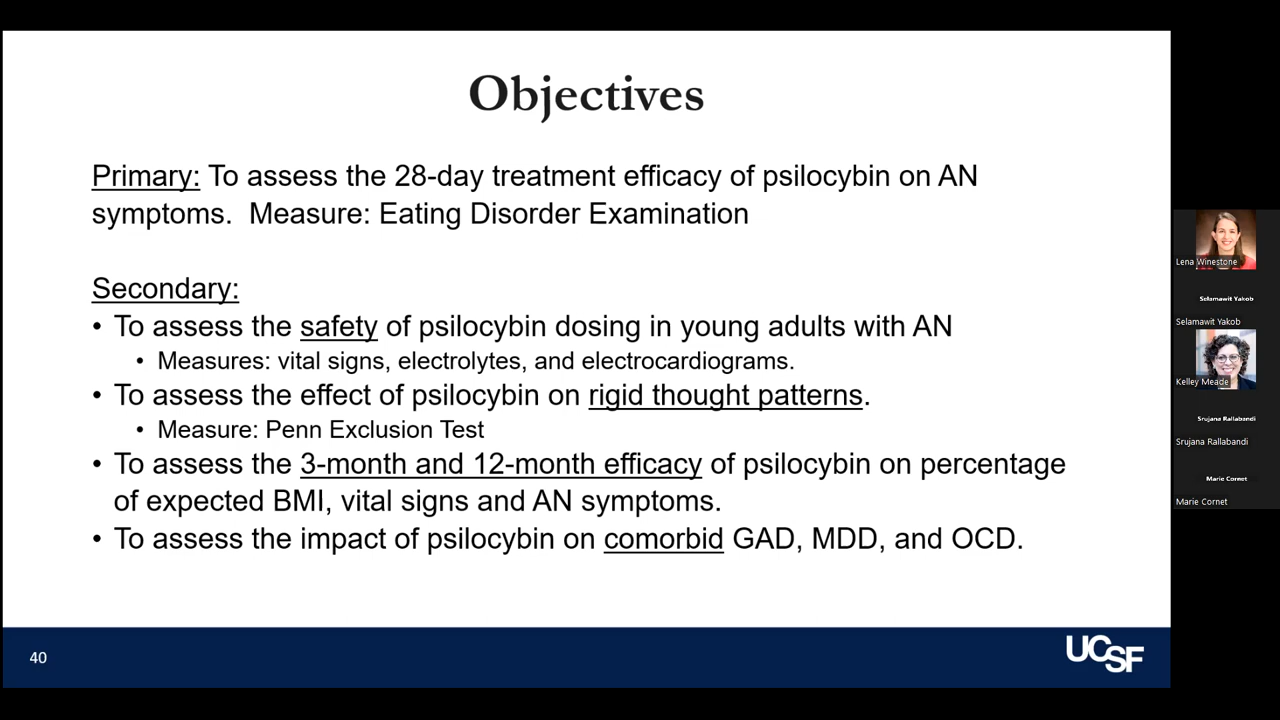 Objectives
Primary: To assess the 28-day treatment efficacy of psilocybin on AN
symptoms.  Measure: Eating Disorder Examination
Secondary:
• To assess the safety of psilocybin dosing in young adults with AN
• Measures: vital signs, electrolytes, and electrocardiograms.
• To assess the effect of psilocybin on rigid thought patterns.
• Measure: Penn Exclusion Test
• To assess the 3-month and 12-month efficacy of psilocybin on percentage
of expected BMI, vital signs and AN symptoms.
• To assess the impact of psilocybin on comorbid GAD, MDD, and OCD.
40
UCSF
Lena Winestone
Selamawit Yakob
Selamawit Yakob
Kelley Meade
Srujana Rallabandi
Srujana Rallabandi
Marie Cornet
Marie Cornet